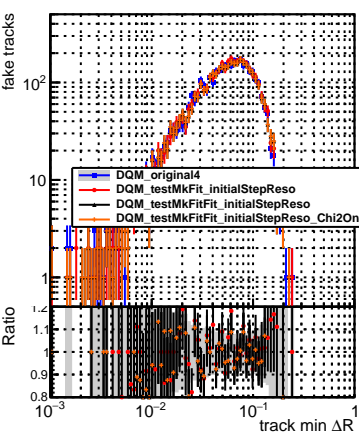 fake tracks
10²
10
1
DQM_original4
DQM_testMkFit_initialStepReso
DQM_testMkFitFit_initialStepReso
DQM_testMkFitFit_initialStepReso_Chi2On
Ratio
1.2
1.1
1
0.9
0.8
10⁻³ 10⁻² 10⁻¹ 1
track min ΔR